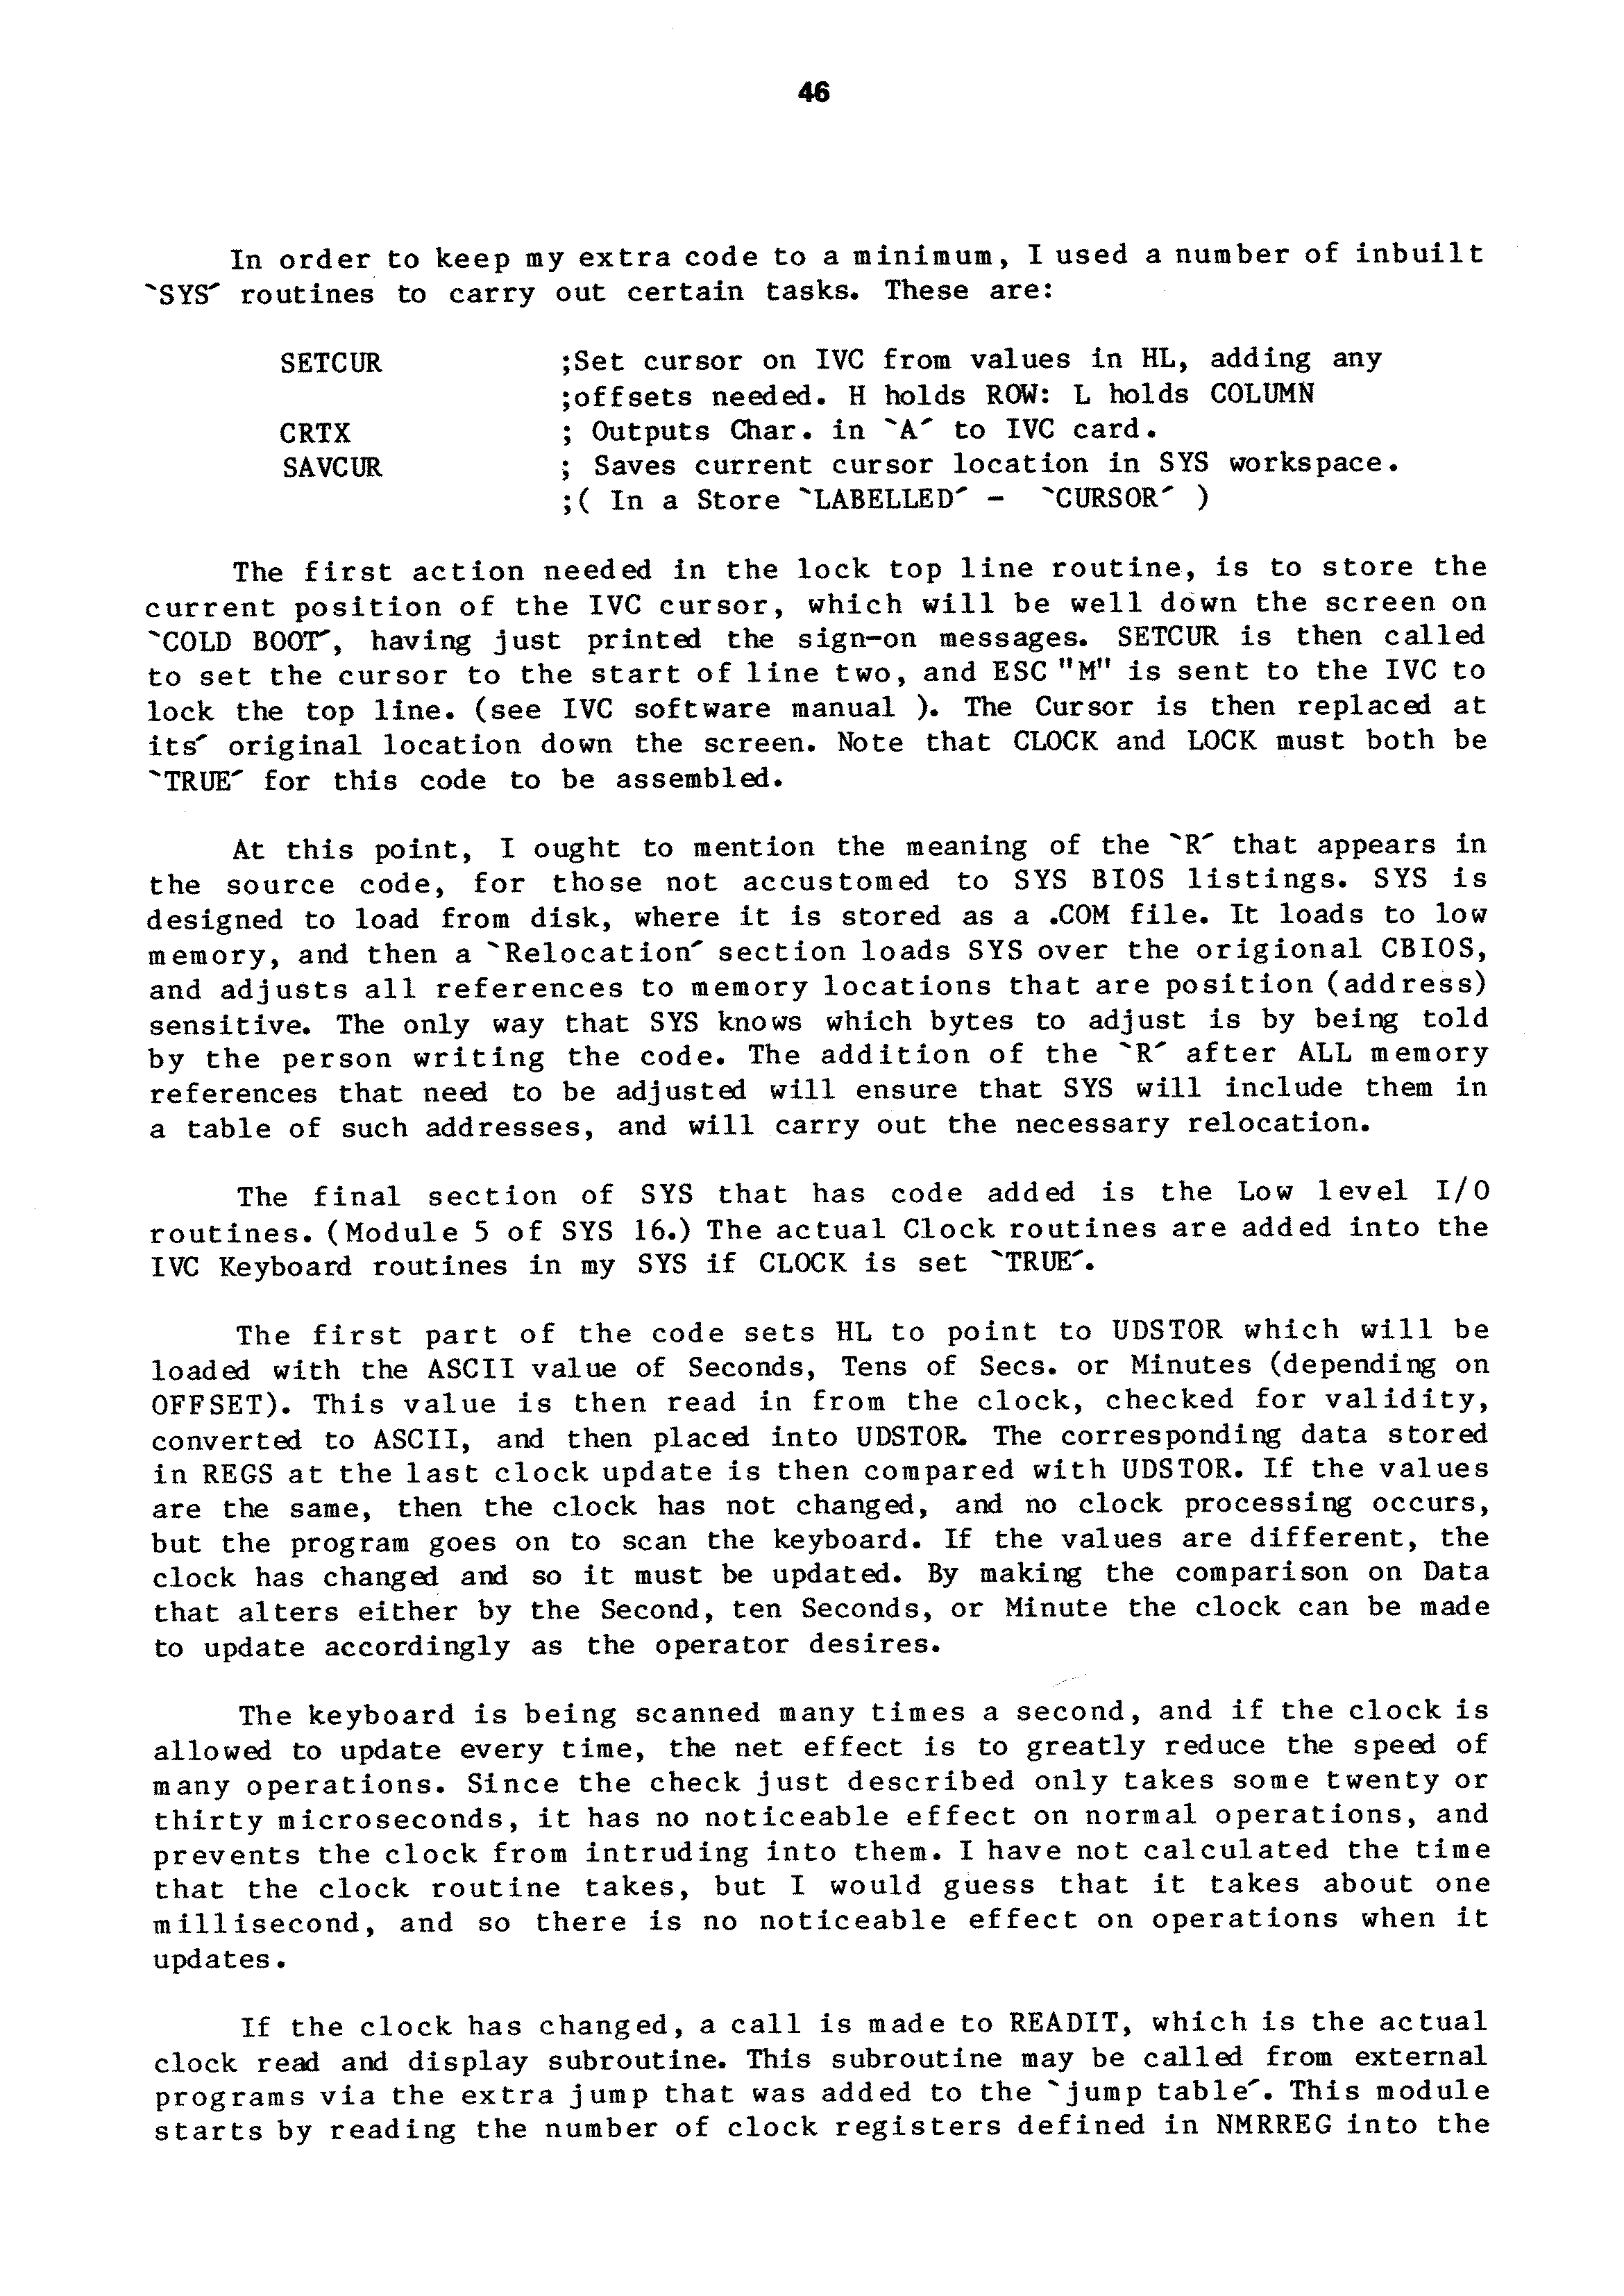 46
In order to keep my extra code to a minimum, I used a number of inbuilt
`SYS´ routines to carry out certain tasks. These are:
SETCUR ;Set cursor on IVC from values in HL, adding any
;offsets needed. H holds ROW: L holds COLUMN
CRTX ; Outputs Char. in `A´ to IVC card.
SAVCUR ; Saves current cursor location in SYS workspace.
;( In a Store `LABELLED´ - `CURSOR´ )
The first action needed in the lock top line routine, is to store the
current position of the IVC cursor, which will be well down the screen on
`COLD BOOT´, having just printed the sign-on messages. SETCUR is then called
to set the cursor to the start of line two, and ESC "M" is sent to the IVC to
lock the top line. (see IVC software manual ). The Cursor is then replaced at
its´ original location down the screen. Note that CLOCK and LOCK must both be
`TRUE´ for this code to be assembled.
At this point, I ought to mention the meaning of the `R´ that appears in
the source code, for those not accustomed to SYS BIOS listings. SYS is
designed to load from disk, where it is stored as a .COM file. It loads to low
memory, and then a `Relocation´ section loads SYS over the origional CBIOS,
and adjusts all references to memory locations that are position (address)
sensitive. The only way that SYS knows which bytes to adjust is by being told
by the person writing the code. The addition of the `R´ after ALL memory
references that need to be adjusted will ensure that SYS will include them in
a table of such addresses, and will carry out the necessary relocation.
The final section of SYS that has code added is the Low level I/O
routines. (Module 5 of SYS 16.) The actual Clock routines are added into the
IVC Keyboard routines in my SYS if CLOCK is set `TRUE´.
The first part of the code sets HL to point to UDSTOR which will be
loaded with the ASCII value of Seconds, Tens of Secs. or Minutes (depending on
OFFSET). This value is then read in from the clock, checked for validity,
converted to ASCII, and then placed into UDSTOR. The corresponding data stored
in REGS at the last clock update is then compared with UDSTOR. If the values
are the same, then the clock has not changed, and no clock processing occurs,
but the program goes on to scan the keyboard. If the values are different, the
clock has changed and so it must be updated. By making the comparison on Data
that alters either by the Second, ten Seconds, or Minute the clock can be made
to update accordingly as the operator desires.
The keyboard is being scanned many times a second, and if the clock is
allowed to update every time, the net effect is to greatly reduce the speed of
many operations. Since the check just described only takes some twenty or
thirty microseconds, it has no noticeable effect on normal operations, and
prevents the clock from intruding into them. I have not calculated the time
that the clock routine takes, but I would guess that it takes about one
millisecond, and so there is no noticeable effect on operations when it
updates.
If the clock has changed, a call is made to READIT, which is the actual
clock read and display subroutine. This subroutine may be called from external
programs via the extra jump that was added to the `jump table´. This module
starts by reading the number of clock registers defined in NMRREG into the